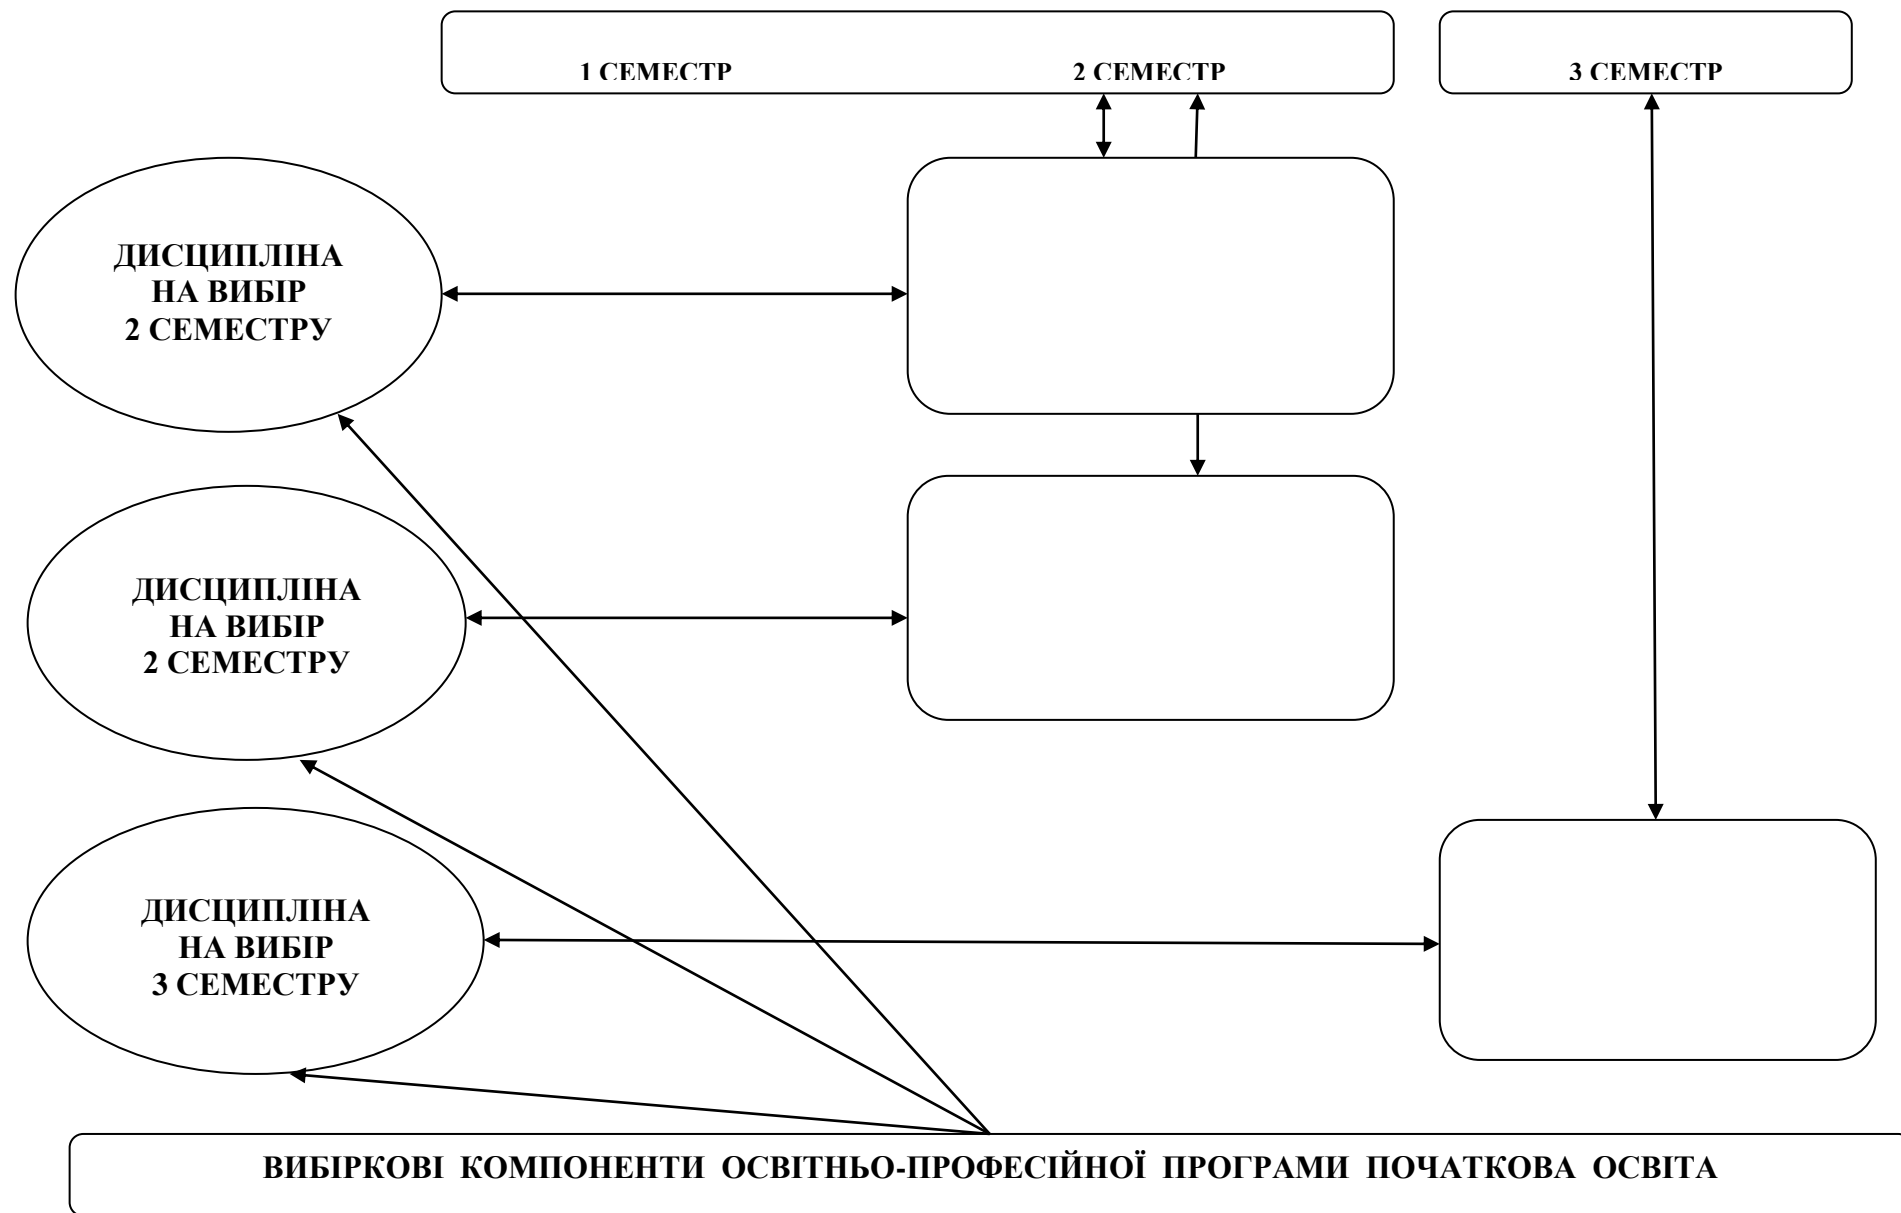 1 СЕМЕСТР 2 СЕМЕСТР 3 СЕМЕСТР
ДИСЦИПЛІНА
НА ВИБІР
2 СЕМЕСТРУ
ДИСЦИПЛІНА
НА ВИБІР
2 СЕМЕСТРУ
ДИСЦИПЛІНА
НА ВИБІР
3 СЕМЕСТРУ
ВИБІРКОВІ КОМПОНЕНТИ ОСВІТНЬО-ПРОФЕСІЙНОЇ ПРОГРАМИ ПОЧАТКОВА ОСВІТА